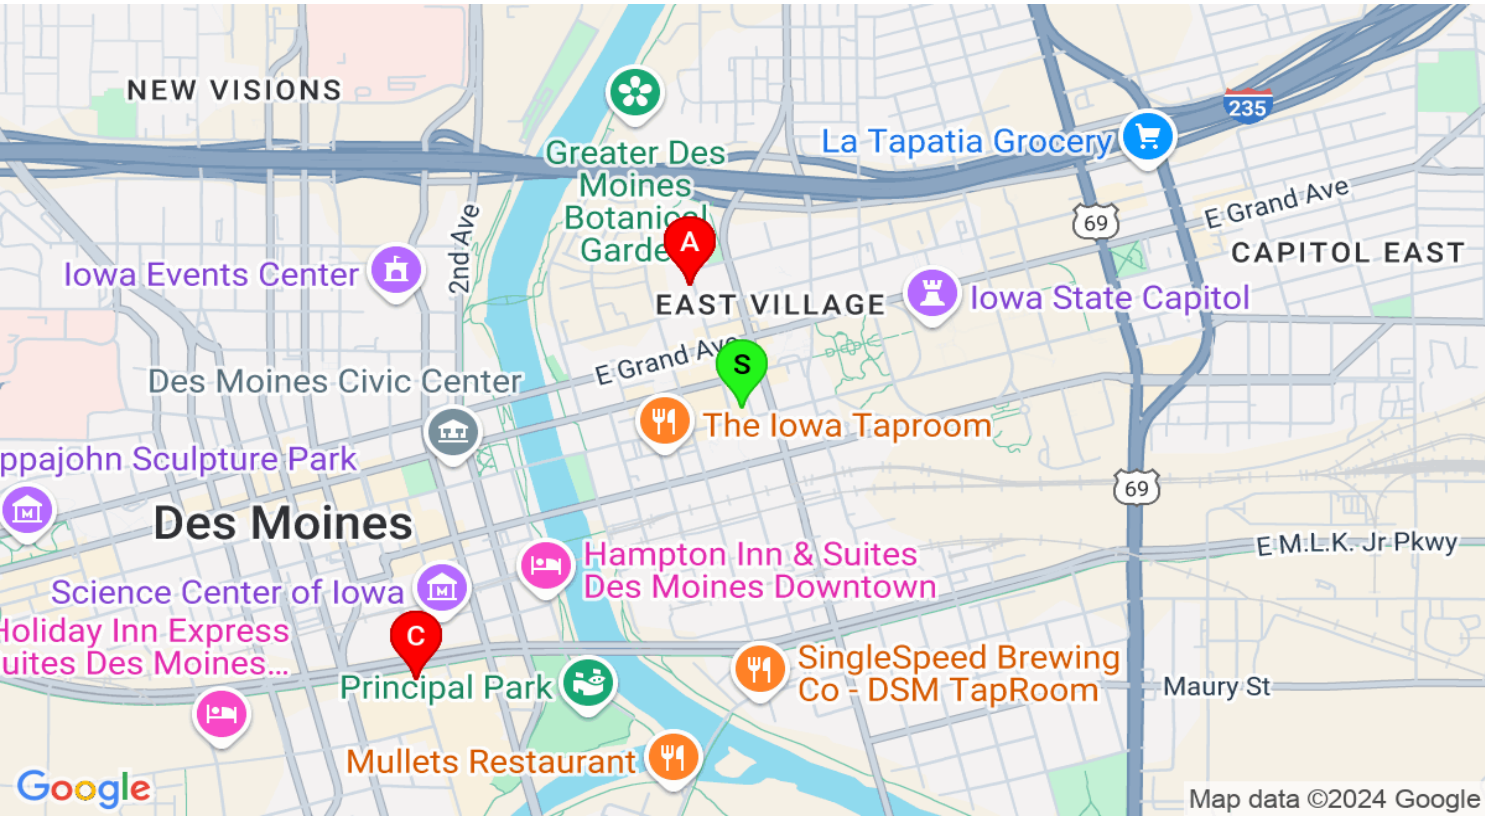 NEW VISIONS
235
La Tapatia Grocery
Greater Des
Moines
Botanical
Garde
69
E Grand Ave
CAPITOL EAST
2nd Ave
A
Iowa Events Center
EAST VILLAGE
Iowa State Capitol
E Grand Ave
S
Des Moines Civic Center
The Iowa Taproom
ppajohn Sculpture Park
69
Des Moines
E M.L.K. Jr Pkwy
Hampton Inn & Suites
Des Moines Downtown
Science Center of Iowa
C
Holiday Inn Express
uites Des Moines...
Principal Park
SingleSpeed Brewing
Co - DSM TapRoom
Maury St
Mullets Restaurant
Google
Map data ©2024 Google